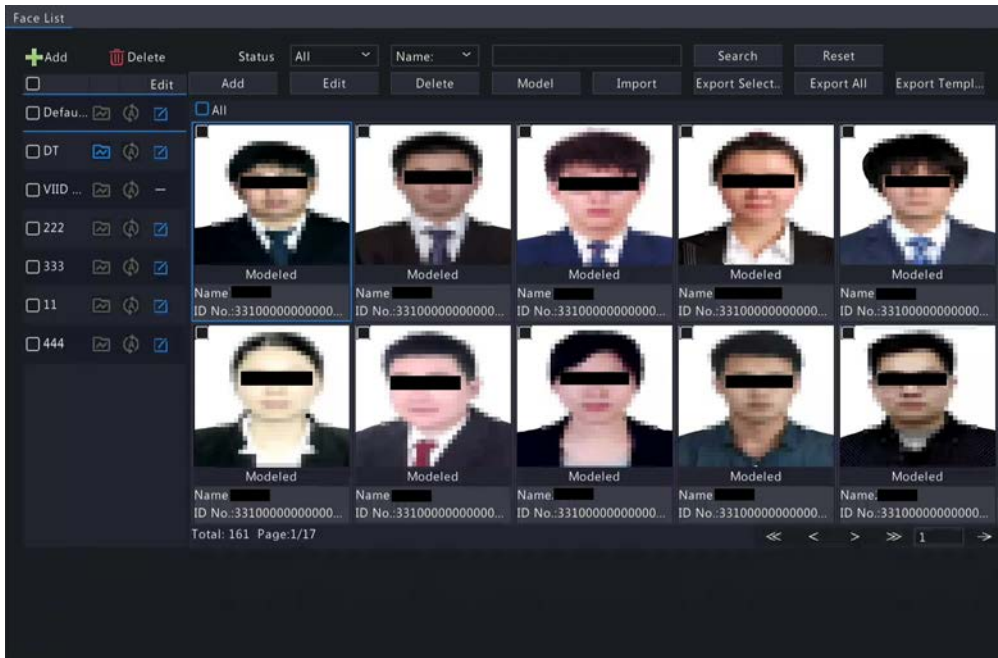 Face List
Add Delete Status All Name: Search Reset
Edit Add Edit Delete Model Import Export Select.. Export All Export Templ...
Defau... All
DT
VIID ...
222
333
11
444
Modeled Modeled Modeled Modeled Modeled
Name Name Name Name Name
ID No.:33100000000000... ID No.:33100000000000... ID No.:33100000000000... ID No.:33100000000000... ID No.:33100000000000...
Modeled Modeled Modeled Modeled Modeled
Name Name Name. Name Name.
ID No.:33100000000000... ID No.:33100000000000... ID No.:33100000000000... ID No.:33100000000000... ID No.:33100000000000...
Total: 161 Page:1/17 1